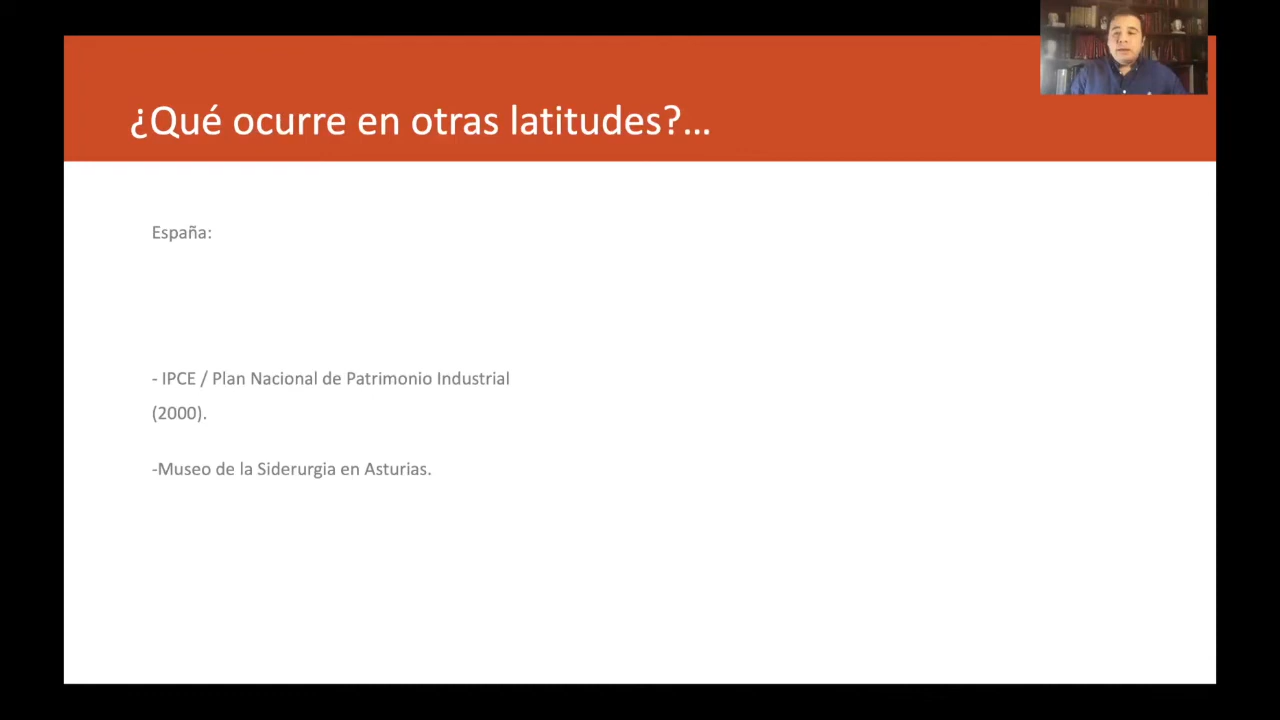 ¿Qué ocurre en otras latitudes?...
España:
- IPCE / Plan Nacional de Patrimonio Industrial
(2000).
-Museo de la Siderurgia en Asturias.